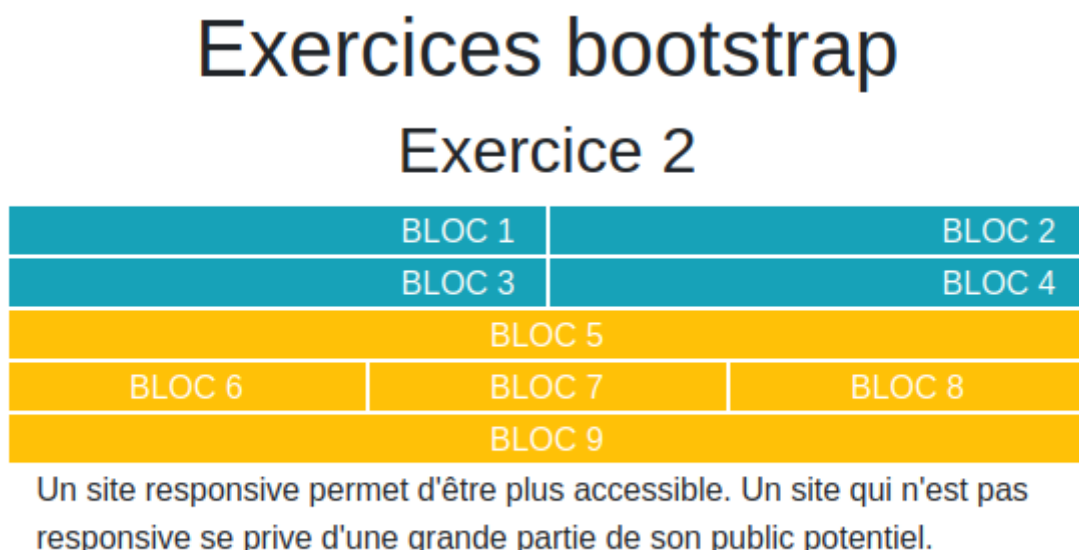 Exercices bootstrap
Exercice 2
BLOC 1 BLOC 2
BLOC 3 BLOC 4
BLOC 5
BLOC 6 BLOC 7 BLOC 8
BLOC 9
Un site responsive permet d'être plus accessible. Un site qui n'est pas
responsive se prive d'une grande partie de son public potentiel.